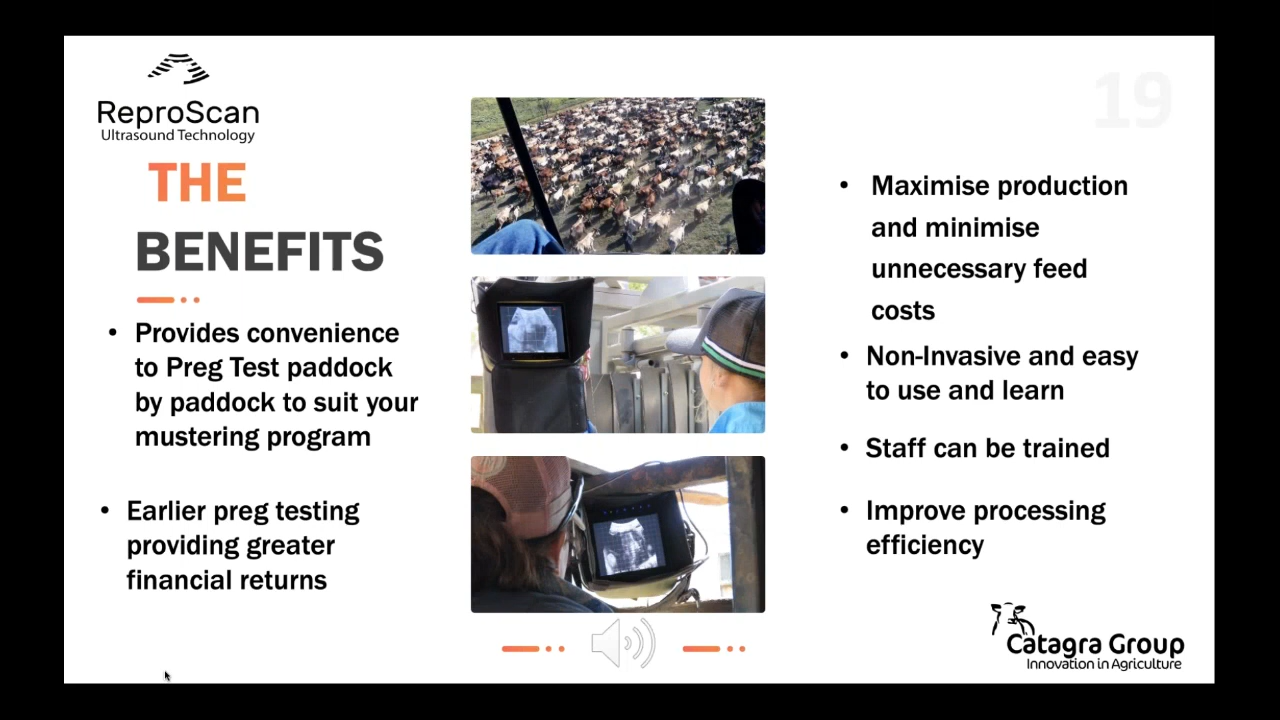 ReproScan
Ultrasound Technology
THE
BENEFITS
• Provides convenience
to Preg Test paddock
by paddock to suit your
mustering program
• Earlier preg testing
providing greater
financial returns
19
• Maximise production
and minimise
unnecessary feed
costs
• Non-Invasive and easy
to use and learn
• Staff can be trained
• Improve processing
efficiency
Catagra Group
Innovation in Agriculture